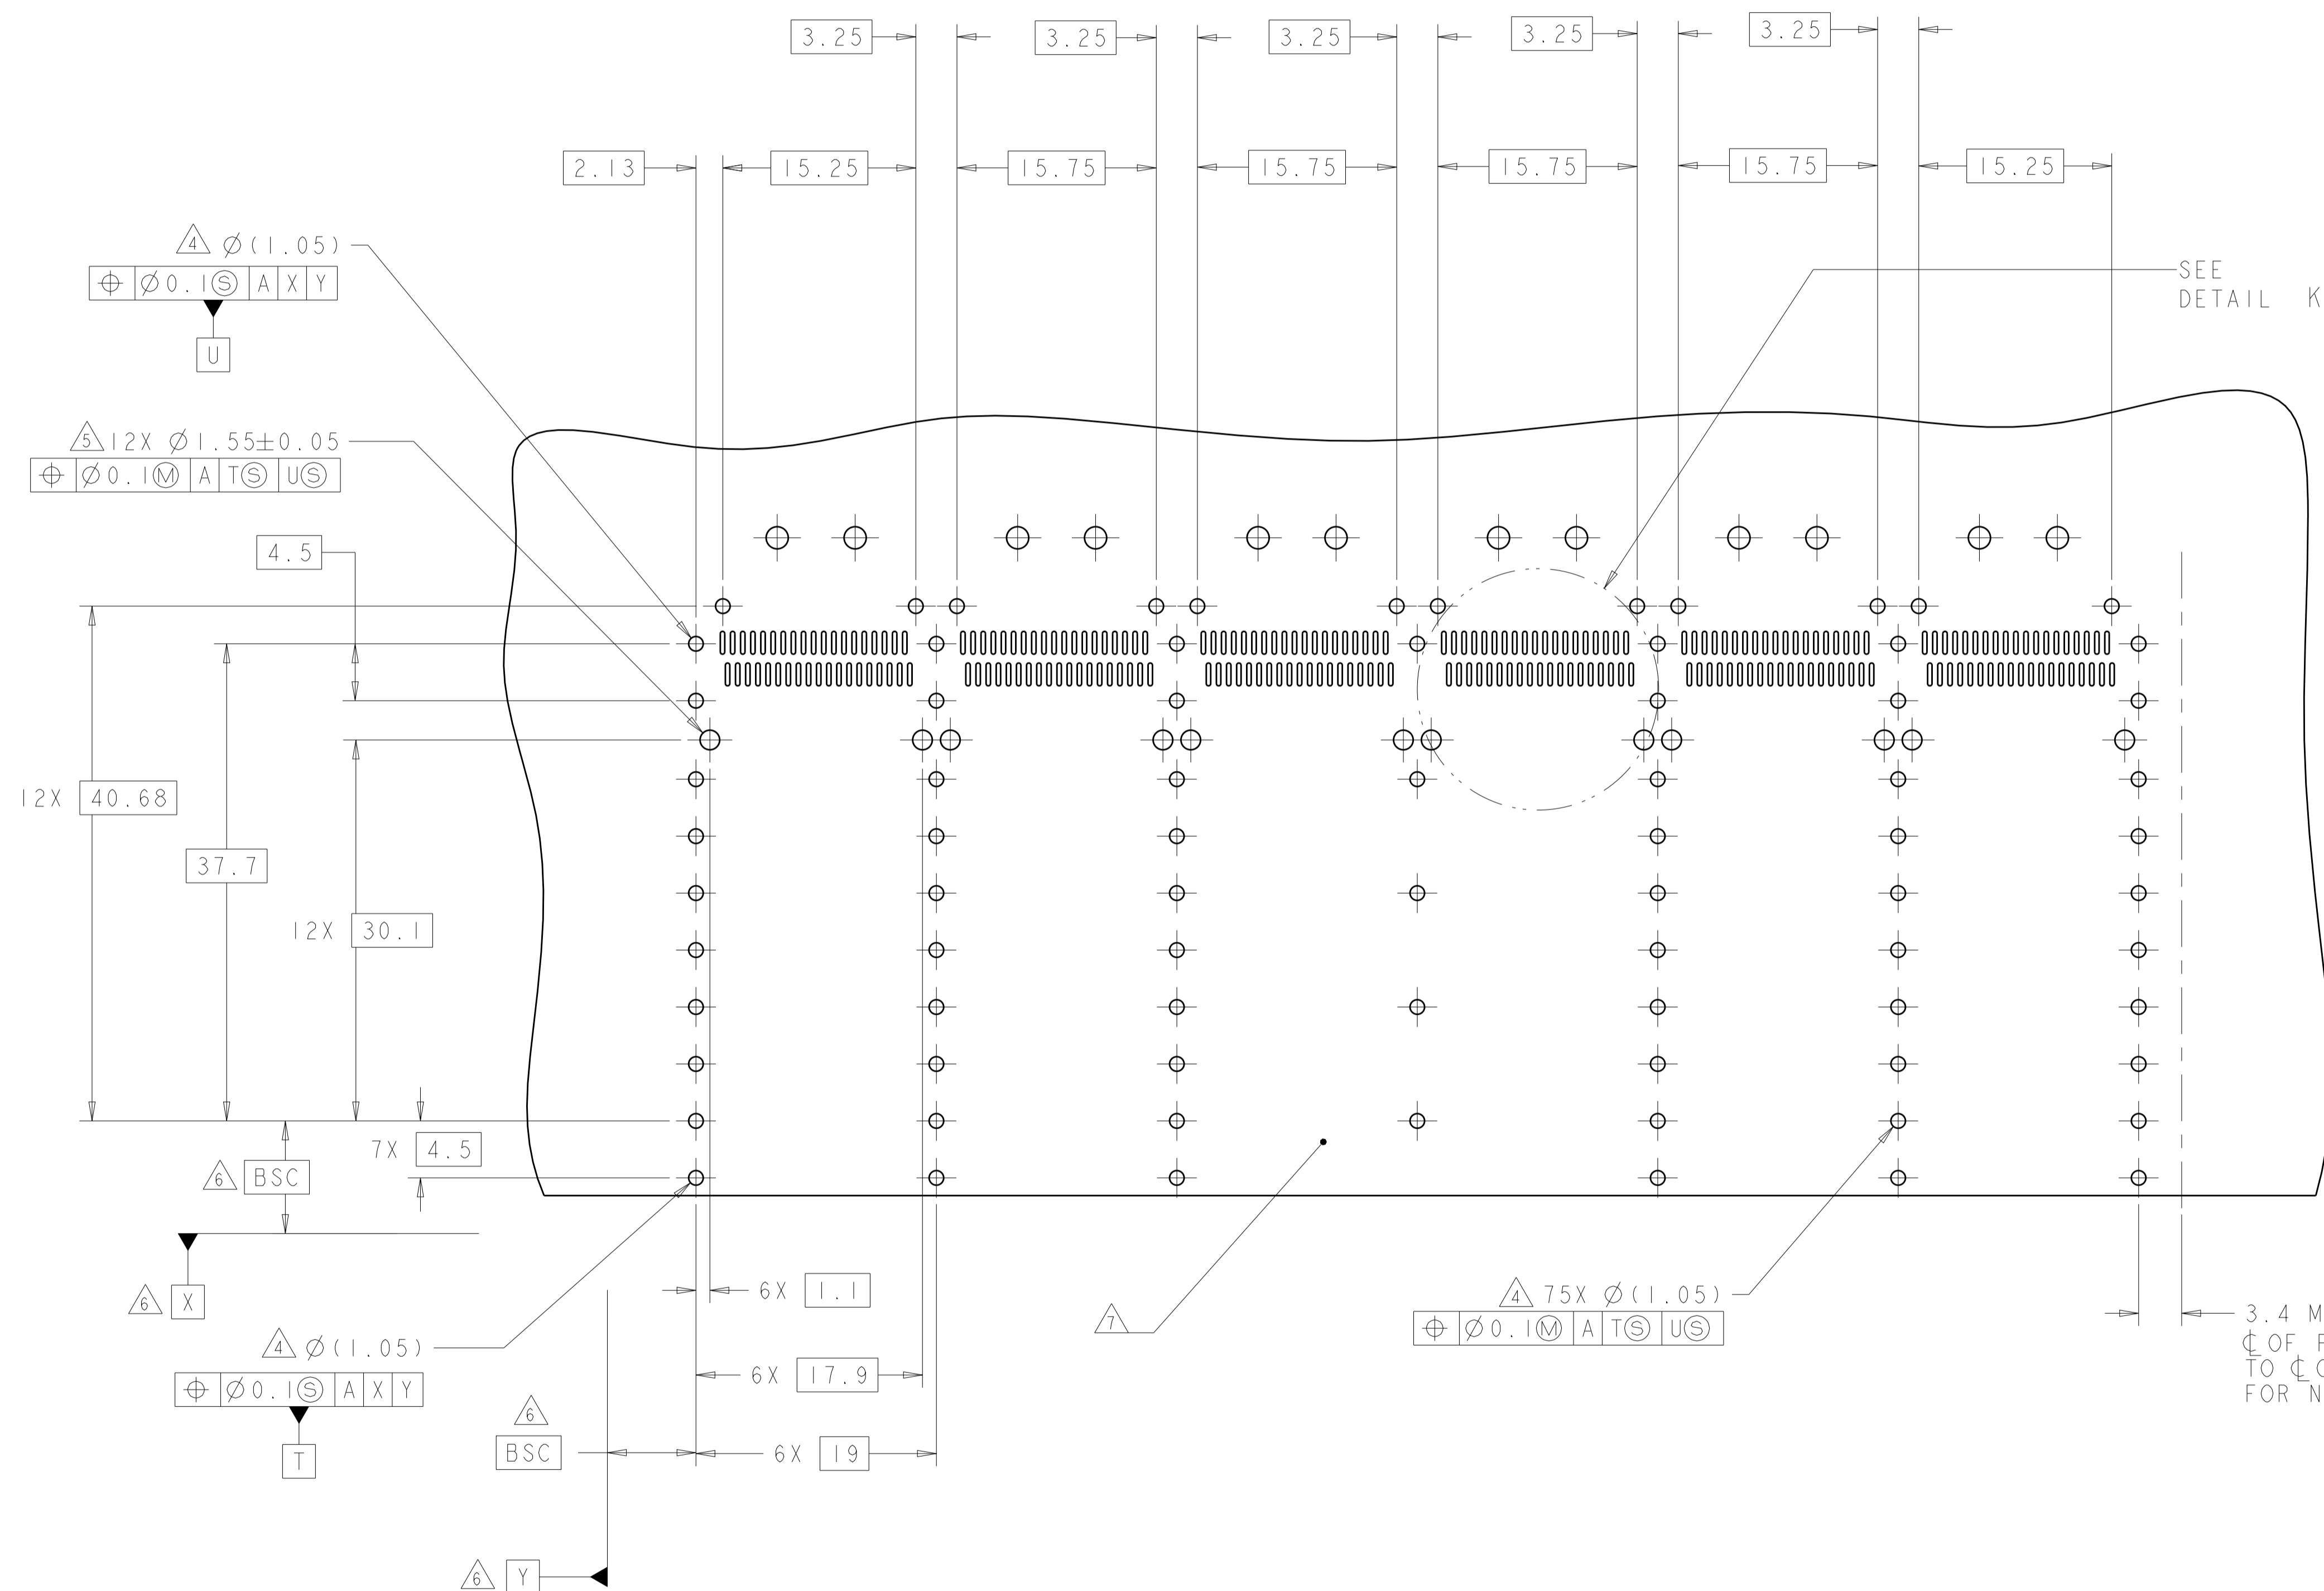 3.25
3.25
3.25
3.25
3.25
2.13
15.25
15.75
15.75
15.75
15.75
15.25
4 Ø(1.05)
⌖ Ø0.1Ⓢ A X Y
U
SEE
DETAIL K
5 12X Ø1.55±0.05
⌖ Ø0.1Ⓜ A TⓈ UⓈ
4.5
12X 40.68
37.7
12X 30.1
7X 4.5
6 BSC
6 X
6X 1.1
7
4 75X Ø(1.05)
⌖ Ø0.1Ⓜ A TⓈ UⓈ
3.4 M
℄ OF
TO ℄
FOR N
4 Ø(1.05)
⌖ Ø0.1Ⓢ A X Y
T
6X 17.9
6
BSC
6X 19
6 Y